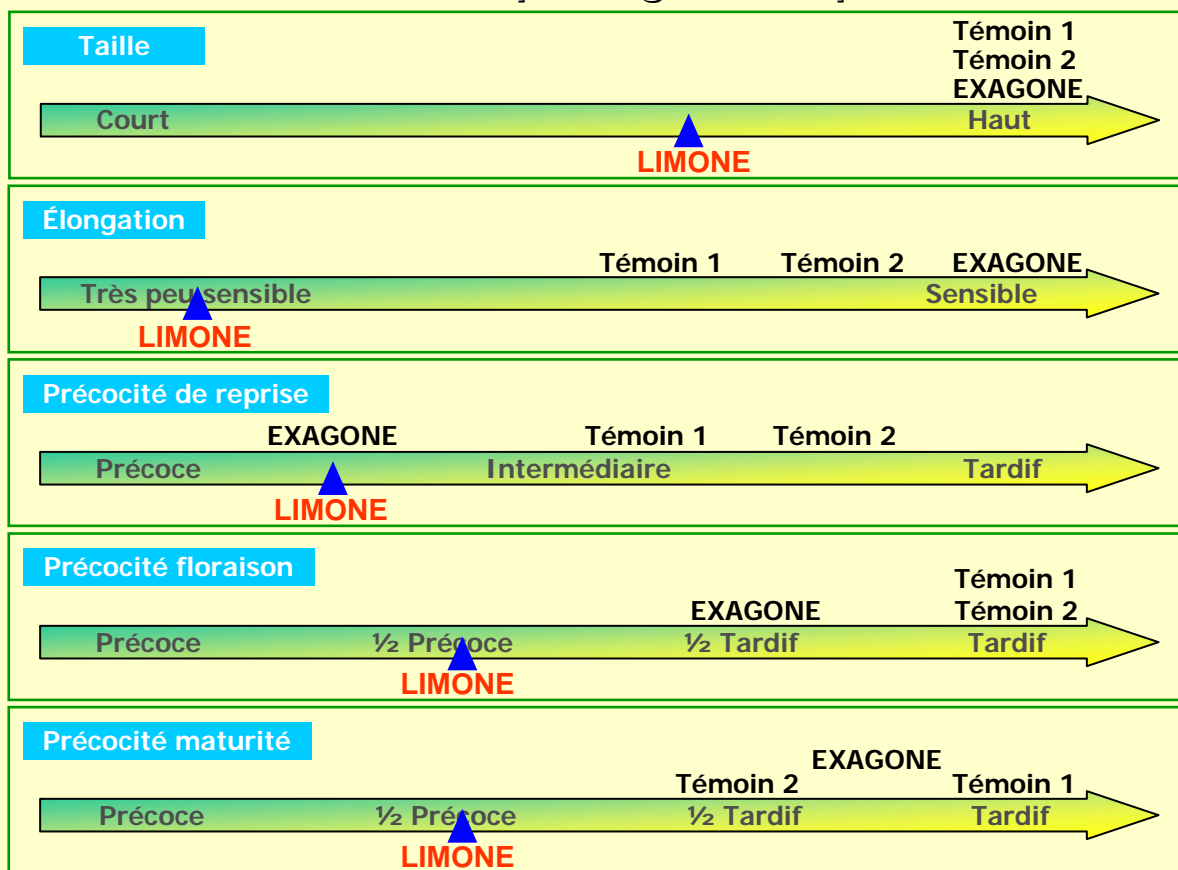 Taille
Témoin 1
Témoin 2
EXAGONE
Court Haut
LIMONE
Élongation
Témoin 1 Témoin 2 EXAGONE
Très peu sensible Sensible
LIMONE
Précocité de reprise
EXAGONE Témoin 1 Témoin 2
Précoce Intermédiaire Tardif
LIMONE
Précocité floraison
Témoin 1
EXAGONE Témoin 2
Précoce ½ Précoce ½ Tardif Tardif
LIMONE
Précocité maturité
EXAGONE
Témoin 2 Témoin 1
Précoce ½ Précoce ½ Tardif Tardif
LIMONE